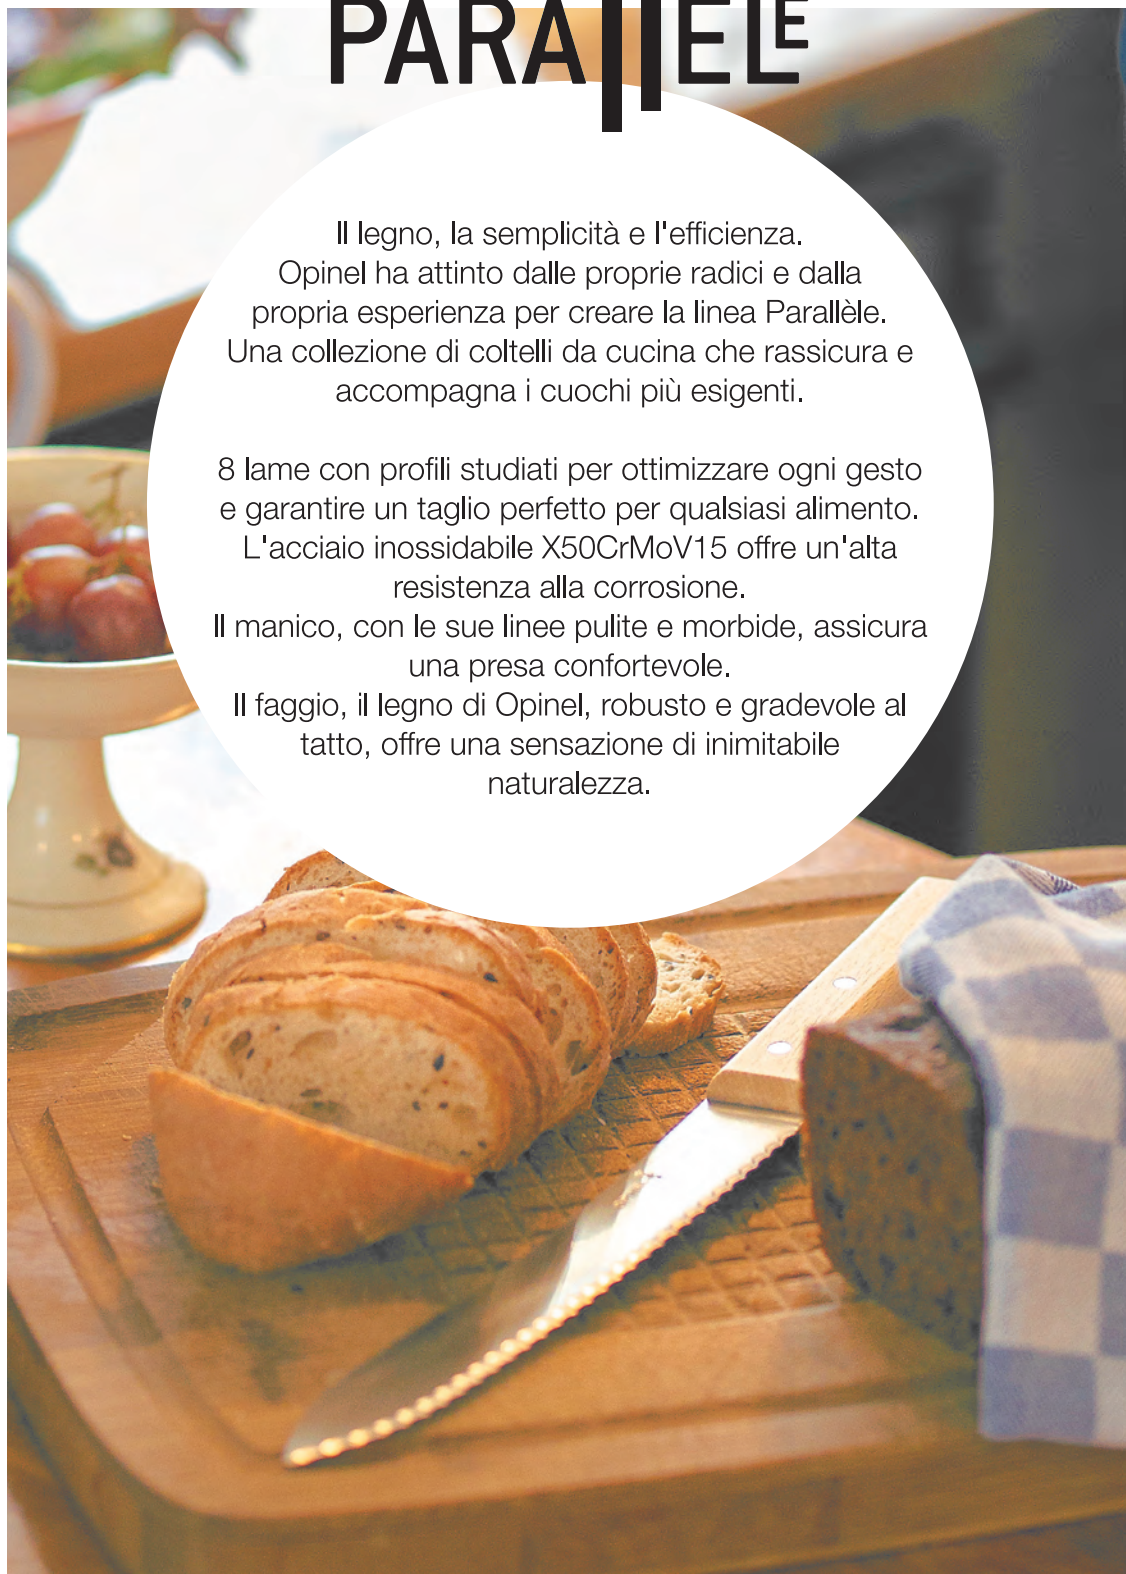 PARALLELE
Il legno, la semplicità e l'efficienza.
Opinel ha attinto dalle proprie radici e dalla
propria esperienza per creare la linea Parallèle.
Una collezione di coltelli da cucina che rassicura e
accompagna i cuochi più esigenti.
8 lame con profili studiati per ottimizzare ogni gesto
e garantire un taglio perfetto per qualsiasi alimento.
L'acciaio inossidabile X50CrMoV15 offre un'alta
resistenza alla corrosione.
Il manico, con le sue linee pulite e morbide, assicura
una presa confortevole.
Il faggio, il legno di Opinel, robusto e gradevole al
tatto, offre una sensazione di inimitabile
naturalezza.